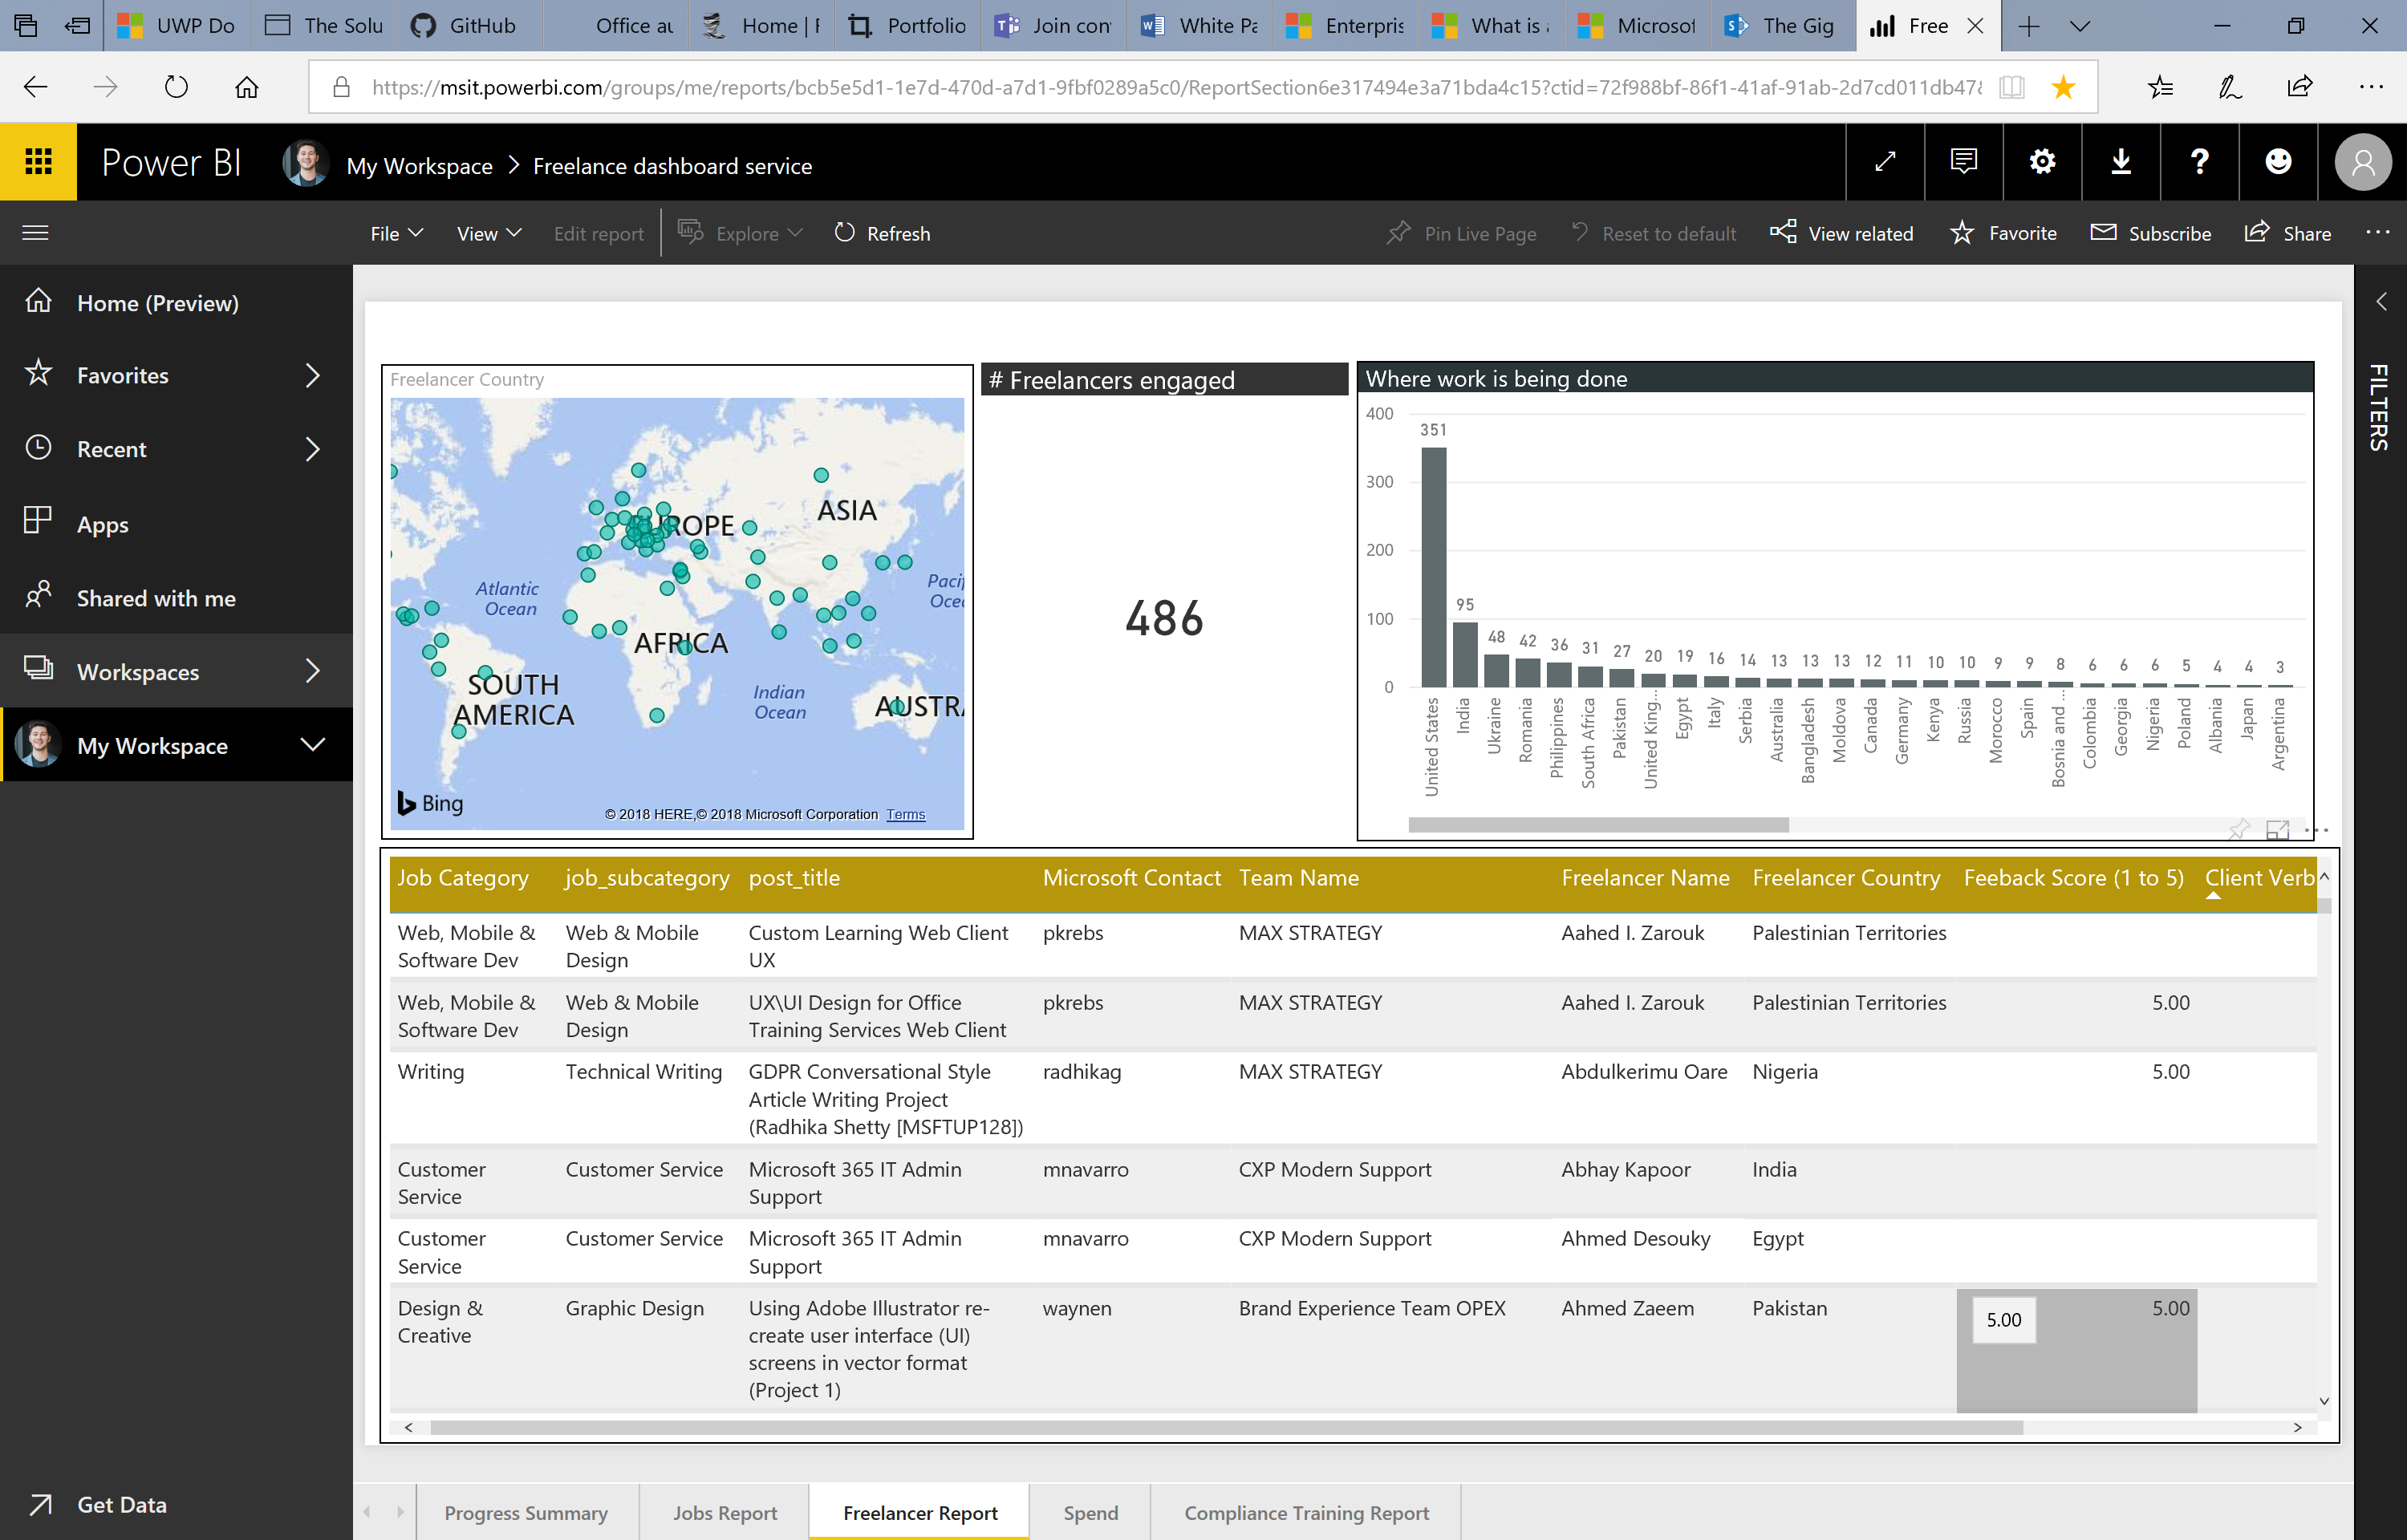 UWP Do
The Solu
GitHub
Office au
Home | F
Portfolio
Join con
White Pa
Enterpris
What is a
Microsof
The Gig
Free
https://msit.powerbi.com/groups/me/reports/bcb5e5d1-1e7d-470d-a7d1-9fbf0289a5c0/ReportSection6e317494e3a71bda4c15?ctid=72f988bf-86f1-41af-91ab-2d7cd011db47&
Power BI
My Workspace > Freelance dashboard service
File
View
Edit report
Explore
Refresh
Pin Live Page
Reset to default
View related
Favorite
Subscribe
Share
Home (Preview)
Favorites
Recent
Apps
Shared with me
Workspaces
My Workspace
Get Data
FILTERS
Freelancer Country
EUROPE
ASIA
Atlantic
Ocean
Pacif
Ocea
AFRICA
SOUTH
AMERICA
Indian
Ocean
AUSTRA
Bing
© 2018 HERE,© 2018 Microsoft Corporation Terms
# Freelancers engaged
486
Where work is being done
400
300
200
100
0
351 95 48 42 36 31 27 20 19 16 14 13 13 13 12 11 10 10 9 9 8 6 6 6 5 4 4 3
United States
India
Ukraine
Romania
Philippines
South Africa
Pakistan
United King...
Egypt
Italy
Serbia
Australia
Bangladesh
Moldova
Canada
Germany
Kenya
Russia
Morocco
Spain
Bosnia and ...
Colombia
Georgia
Nigeria
Poland
Albania
Japan
Argentina
Job Category job_subcategory post_title Microsoft Contact Team Name Freelancer Name Freelancer Country Feeback Score (1 to 5) Client Verb
Web, Mobile & Web & Mobile Custom Learning Web Client pkrebs MAX STRATEGY Aahed I. Zarouk Palestinian Territories
Software Dev Design UX
Web, Mobile & Web & Mobile UX\UI Design for Office pkrebs MAX STRATEGY Aahed I. Zarouk Palestinian Territories 5.00
Software Dev Design Training Services Web Client
Writing Technical Writing GDPR Conversational Style radhikag MAX STRATEGY Abdulkerimu Oare Nigeria 5.00
Article Writing Project
(Radhika Shetty [MSFTUP128])
Customer Customer Service Microsoft 365 IT Admin mnavarro CXP Modern Support Abhay Kapoor India
Service Support
Customer Customer Service Microsoft 365 IT Admin mnavarro CXP Modern Support Ahmed Desouky Egypt
Service Support
Design & Graphic Design Using Adobe Illustrator re- waynen Brand Experience Team OPEX Ahmed Zaeem Pakistan 5.00 5.00
Creative create user interface (UI)
screens in vector format
(Project 1)
Progress Summary
Jobs Report
Freelancer Report
Spend
Compliance Training Report